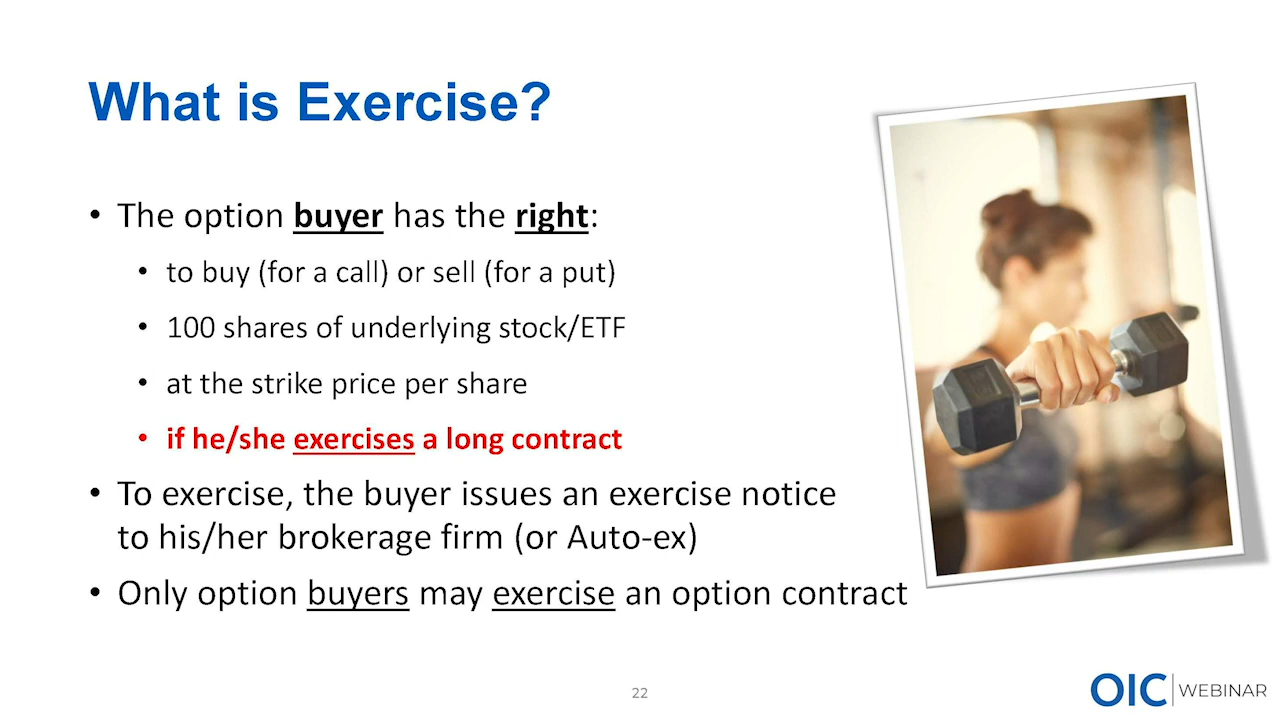 What is Exercise?
• The option buyer has the right:
• to buy (for a call) or sell (for a put)
• 100 shares of underlying stock/ETF
• at the strike price per share
• if he/she exercises a long contract
• To exercise, the buyer issues an exercise notice
to his/her brokerage firm (or Auto-ex)
• Only option buyers may exercise an option contract
22
OIC WEBINAR